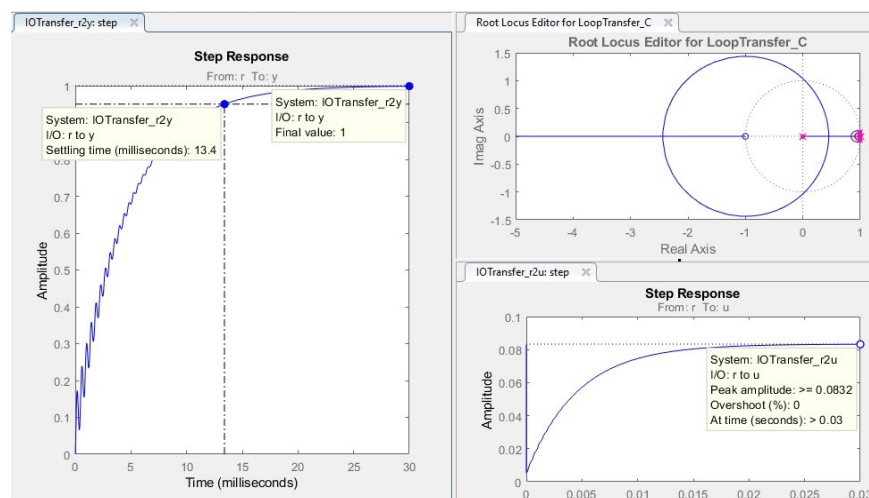 IOTransfer_r2y: step
Step Response
From: r To: y
System: IOTransfer_r2y
I/O: r to y
Settling time (milliseconds): 13.4
System: IOTransfer_r2y
I/O: r to y
Final value: 1
Amplitude
1
0.8
0.7
0.6
0.5
0.4
0.3
0.2
0.1
0
0 5 10 15 20 25 30
Time (milliseconds)
Root Locus Editor for LoopTransfer_C
Root Locus Editor for LoopTransfer_C
Imag Axis
1.5
1
0.5
0
-0.5
-1
-1.5
-5 -4 -3 -2 -1 0 1
Real Axis
IOTransfer_r2u: step
Step Response
From: r To: u
System: IOTransfer_r2u
I/O: r to u
Peak amplitude: >= 0.0832
Overshoot (%): 0
At time (seconds): > 0.03
Amplitude
0.1
0.08
0.06
0.04
0.02
0
0 0.005 0.01 0.015 0.02 0.025 0.03